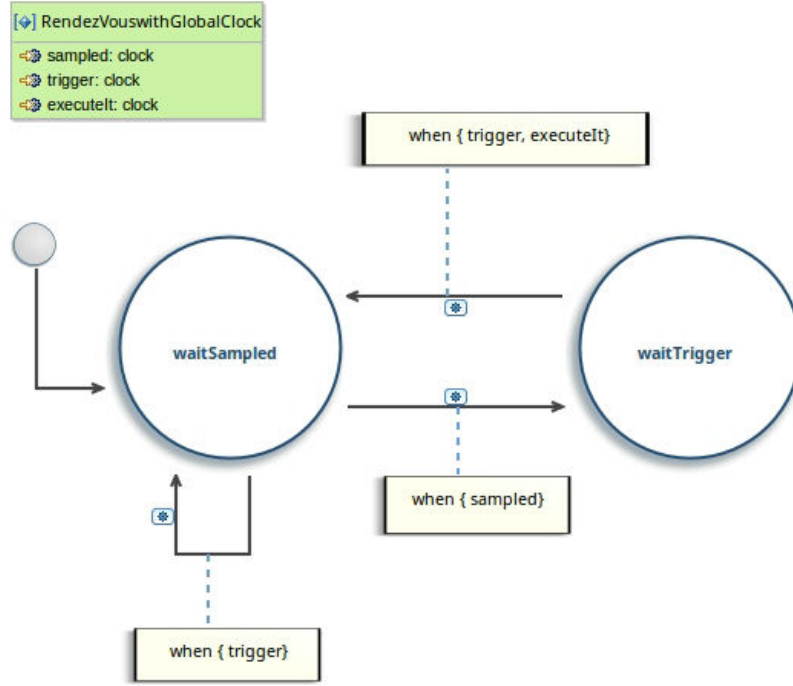 RendezVouswithGlobalClock
sampled: clock
trigger: clock
executeIt: clock
when { trigger, executeIt}
waitSampled
waitTrigger
when { sampled}
when { trigger}